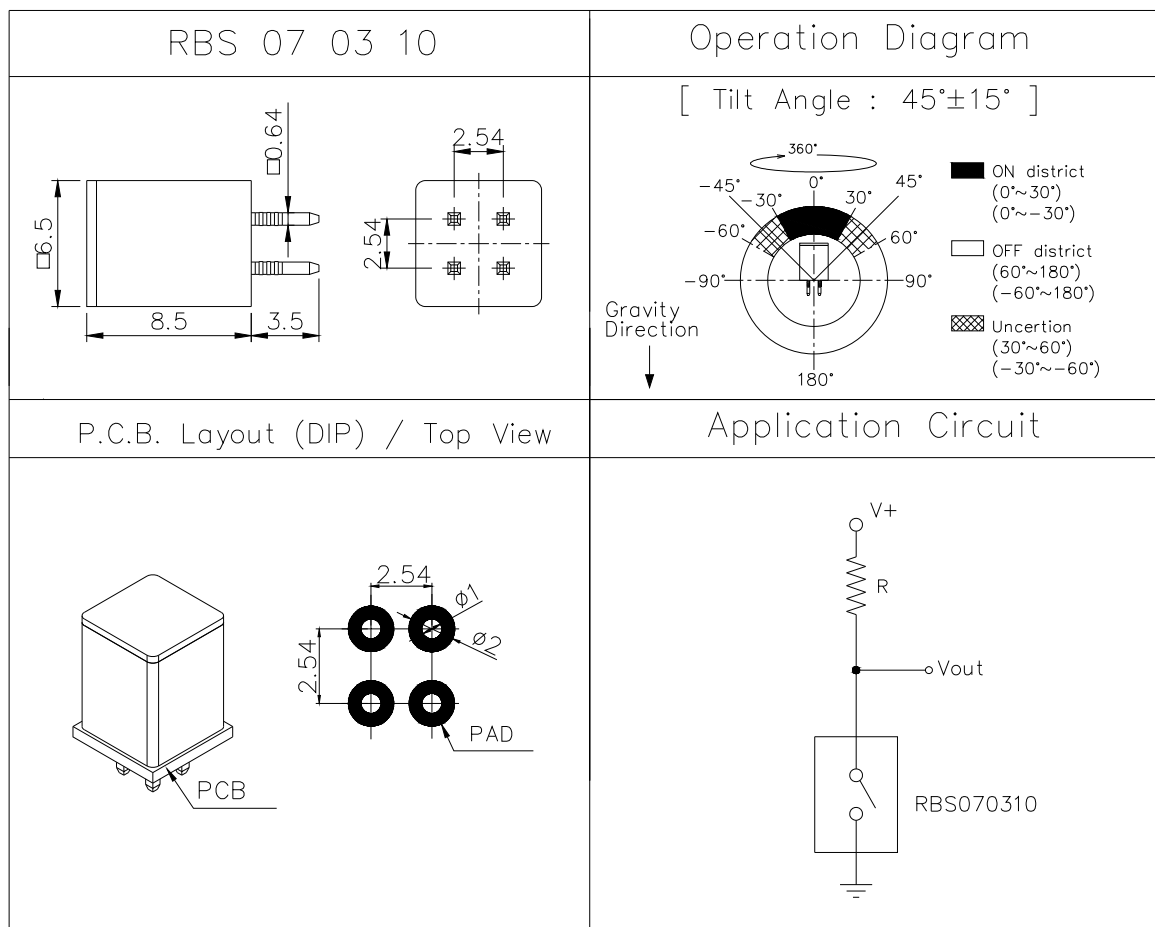 RBS 07 03 10
□0.64
2.54
□6.5
2.54
8.5
3.5
Operation Diagram
[ Tilt Angle : 45°±15° ]
360°
-45°
0°
45°
-30°
30°
-60°
60°
-90°
90°
180°
Gravity
Direction
ON district
(0°~30°)
(0°~-30°)
OFF district
(60°~180°)
(-60°~180°)
Uncertion
(30°~60°)
(-30°~-60°)
P.C.B. Layout (DIP) / Top View
2.54
ø1
ø2
2.54
PAD
PCB
Application Circuit
V+
R
Vout
RBS070310